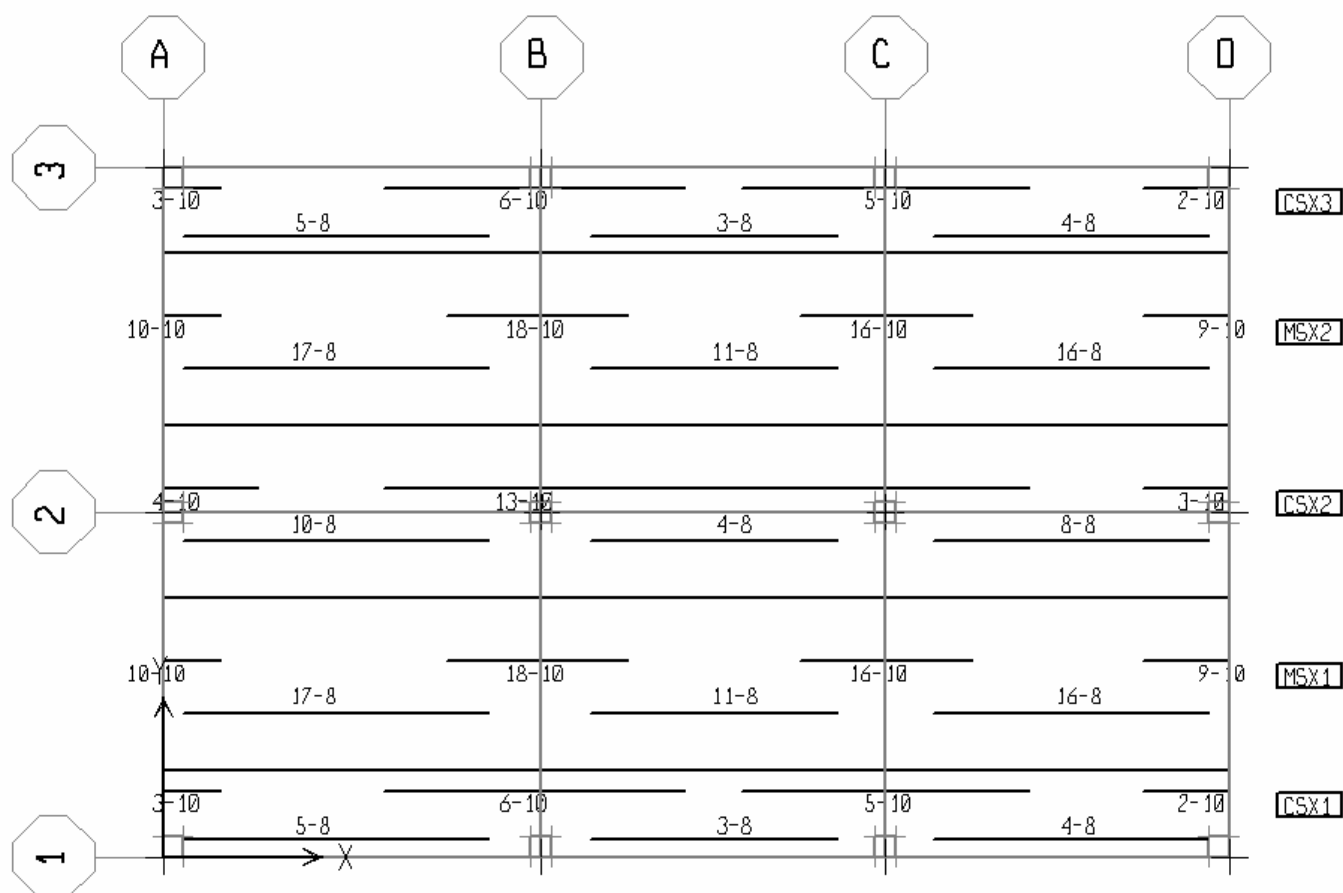 A B C D
3
3-10 6-10 5-10 2-10 CSX3
5-8 3-8 4-8
10-10 18-10 16-10 9-10 MSX2
17-8 11-8 16-8
4-10 13-10 3-10 CSX2
2
10-8 4-8 8-8
Y
10-10 18-10 16-10 9-10 MSX1
17-8 11-8 16-8
3-10 6-10 5-10 2-10 CSX1
5-8 3-8 4-8
1 X